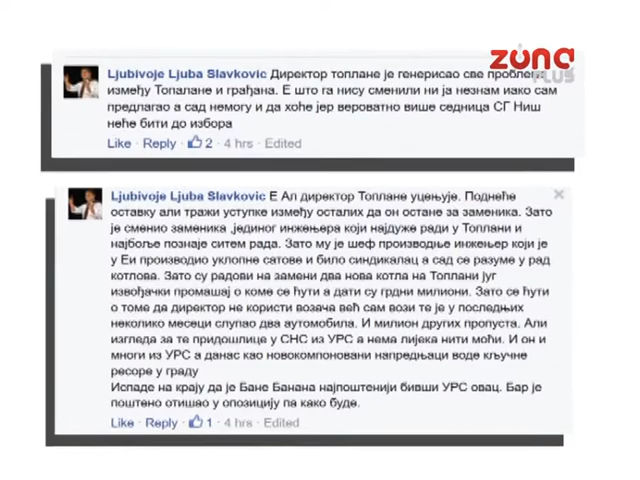 zona
PLUS
Ljubivoje Ljuba Slavkovic Директор топлане је генерисао све проблема
између Топалане и грађана. Е што га нису сменили ни ја незнам иако сам
предлагао а сад немогу и да хоће јер вероватно више седница СГ Ниш
неће бити до избора
Like · Reply · 2 · 4 hrs · Edited
Ljubivoje Ljuba Slavkovic Е Ал директор Топлане уцењује. Поднеће
оставку али тражи уступке између осталих да он остане за заменика. Зато
је сменио заменика ,јединог инжењера који најдуже ради у Топлани и
најбоље познаје ситем рада. Зато му је шеф производње инжењер који је
у Еи производио уклопне сатове и било синдикалац а сад се разуме у рад
котлова. Зато су радови на замени два нова котла на Топлани југ
извођачки промашај о коме се ћути а дати су грдни милиони. Зато се ћути
о томе да директор не користи возача већ сам вози те је у последњих
неколико месеци слупао два аутомобила. И милион других пропуста. Али
изгледа за те придошлице у СНС из УРС а нема лијека нити моћи. И он и
многи из УРС а данас као новокомпоновани напредњаци воде кључне
ресоре у граду
Испаде на крају да је Бане Банана најпоштенији бивши УРС овац. Бар је
поштено отишао у опозицију па како буде.
Like · Reply · 1 · 4 hrs · Edited